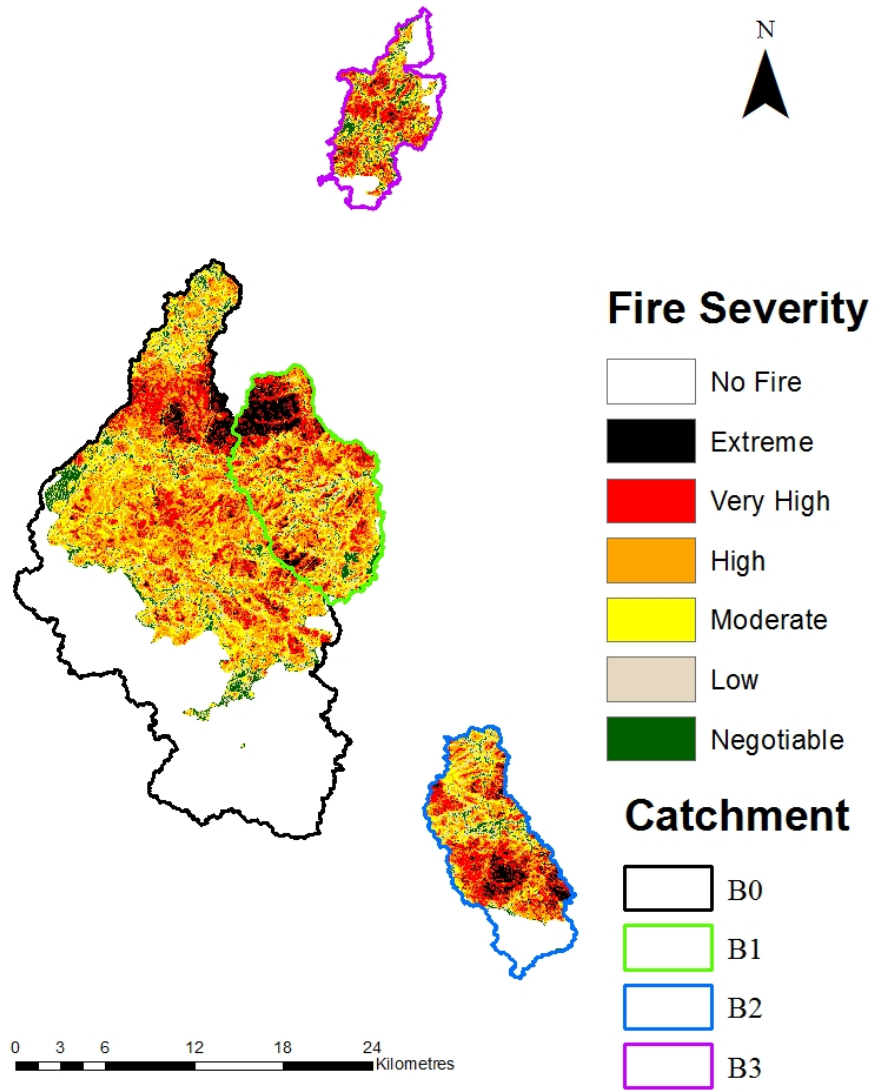 N
Fire Severity
No Fire
Extreme
Very High
High
Moderate
Low
Negotiable
Catchment
B0
B1
B2
B3
0 3 6 12 18 24
Kilometres